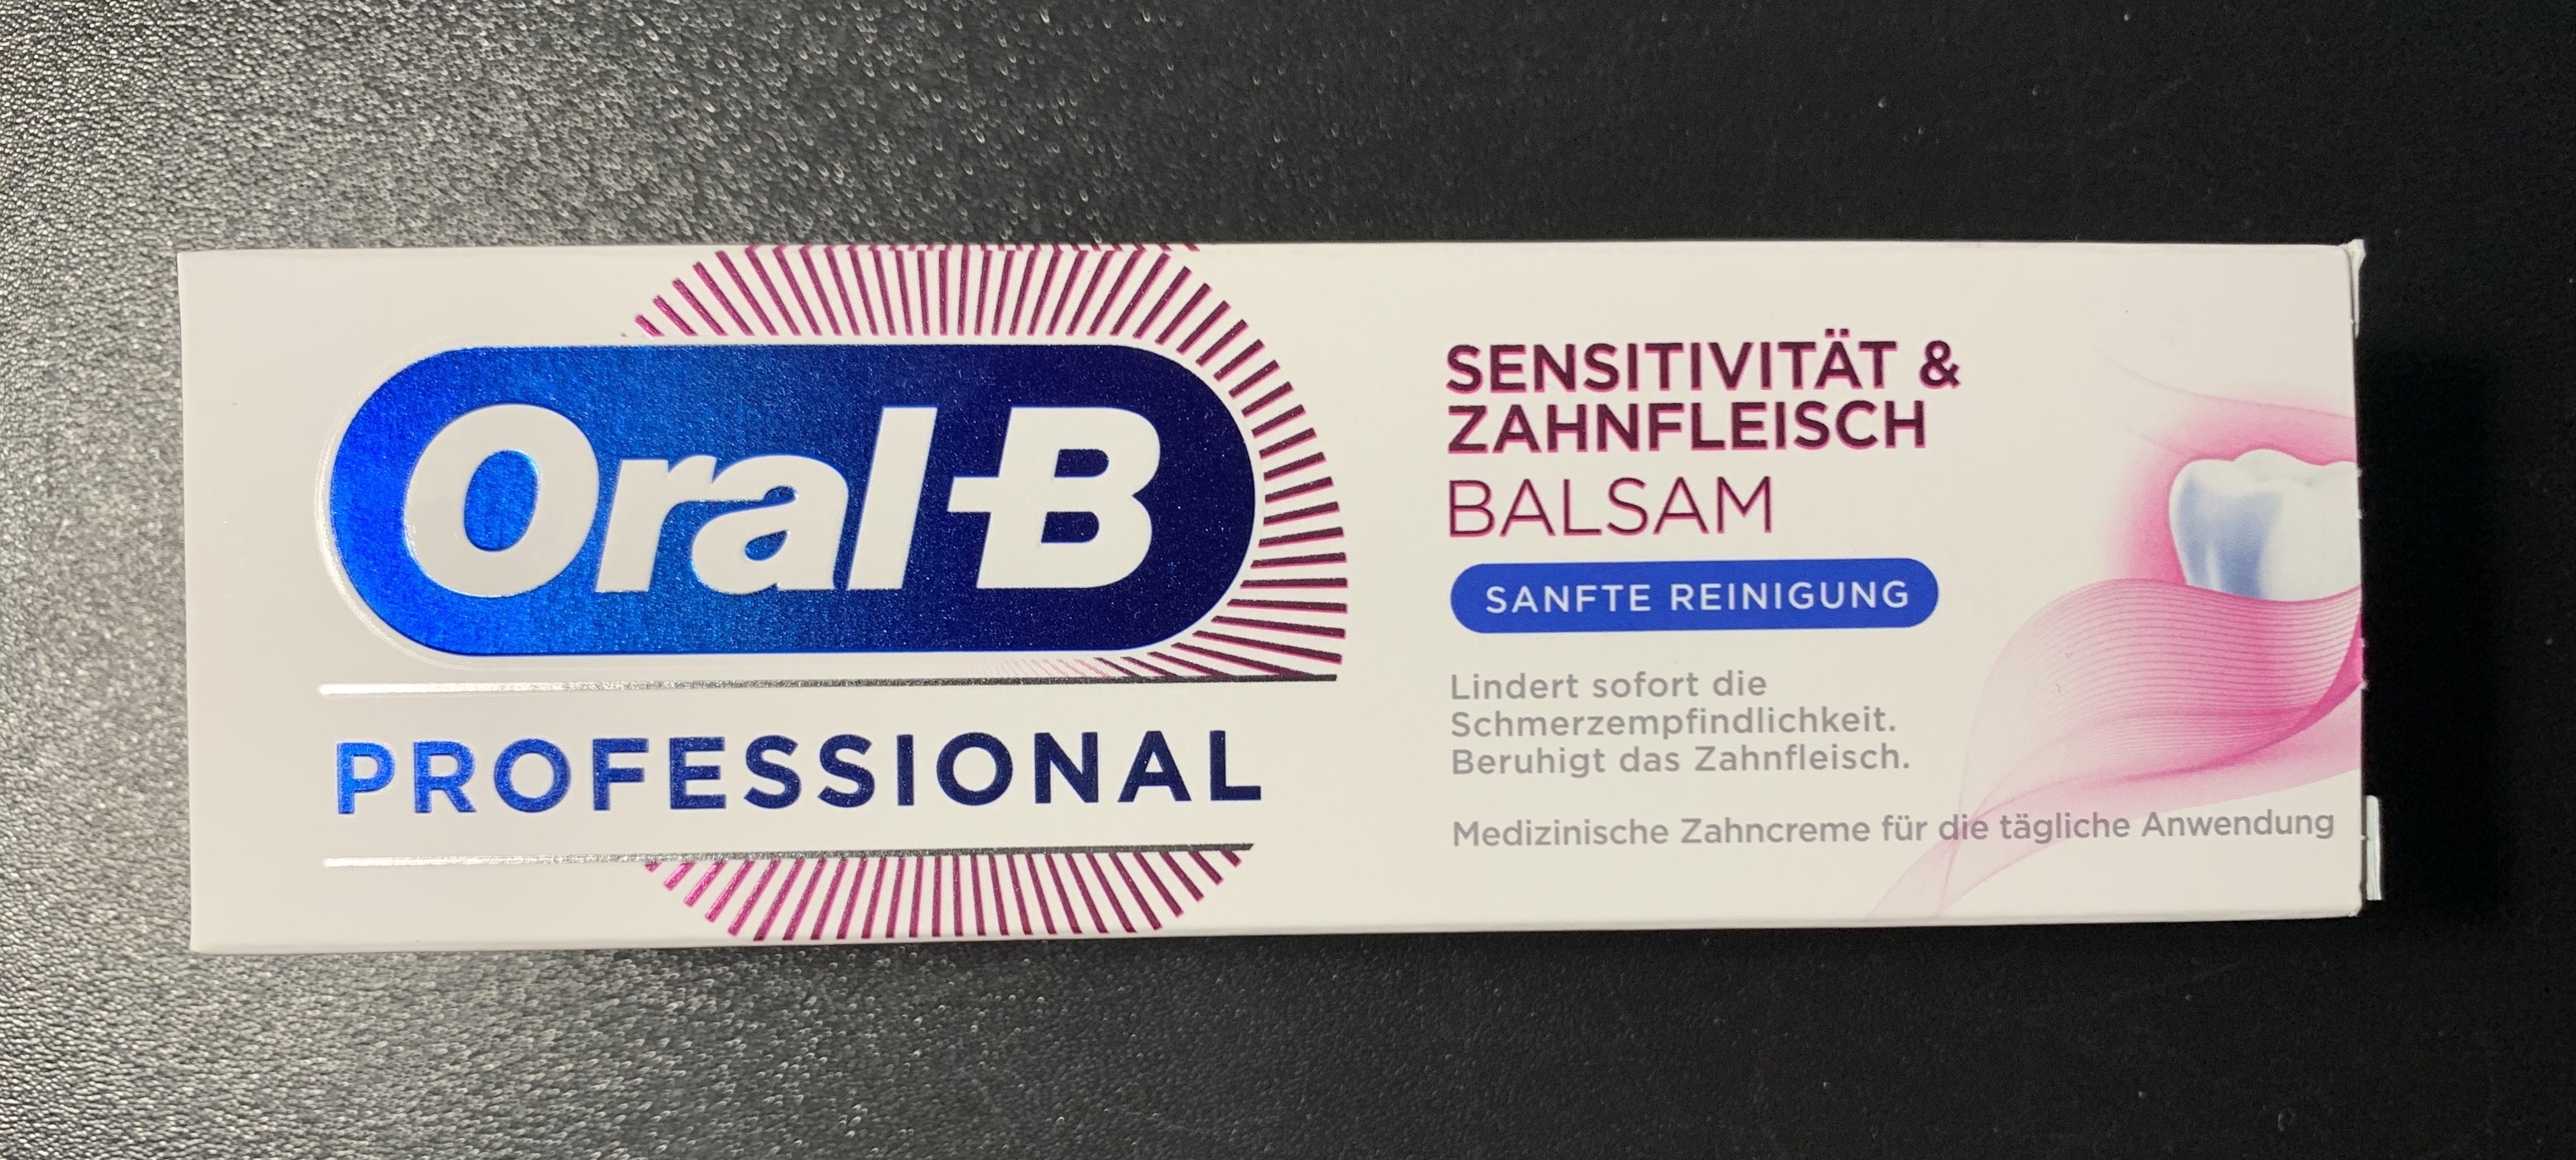 Oral-B
PROFESSIONAL
SENSITIVITÄT &
ZAHNFLEISCH
BALSAM
SANFTE REINIGUNG
Lindert sofort die
Schmerzempfindlichkeit.
Beruhigt das Zahnfleisch.
Medizinische Zahncreme für die tägliche Anwendung